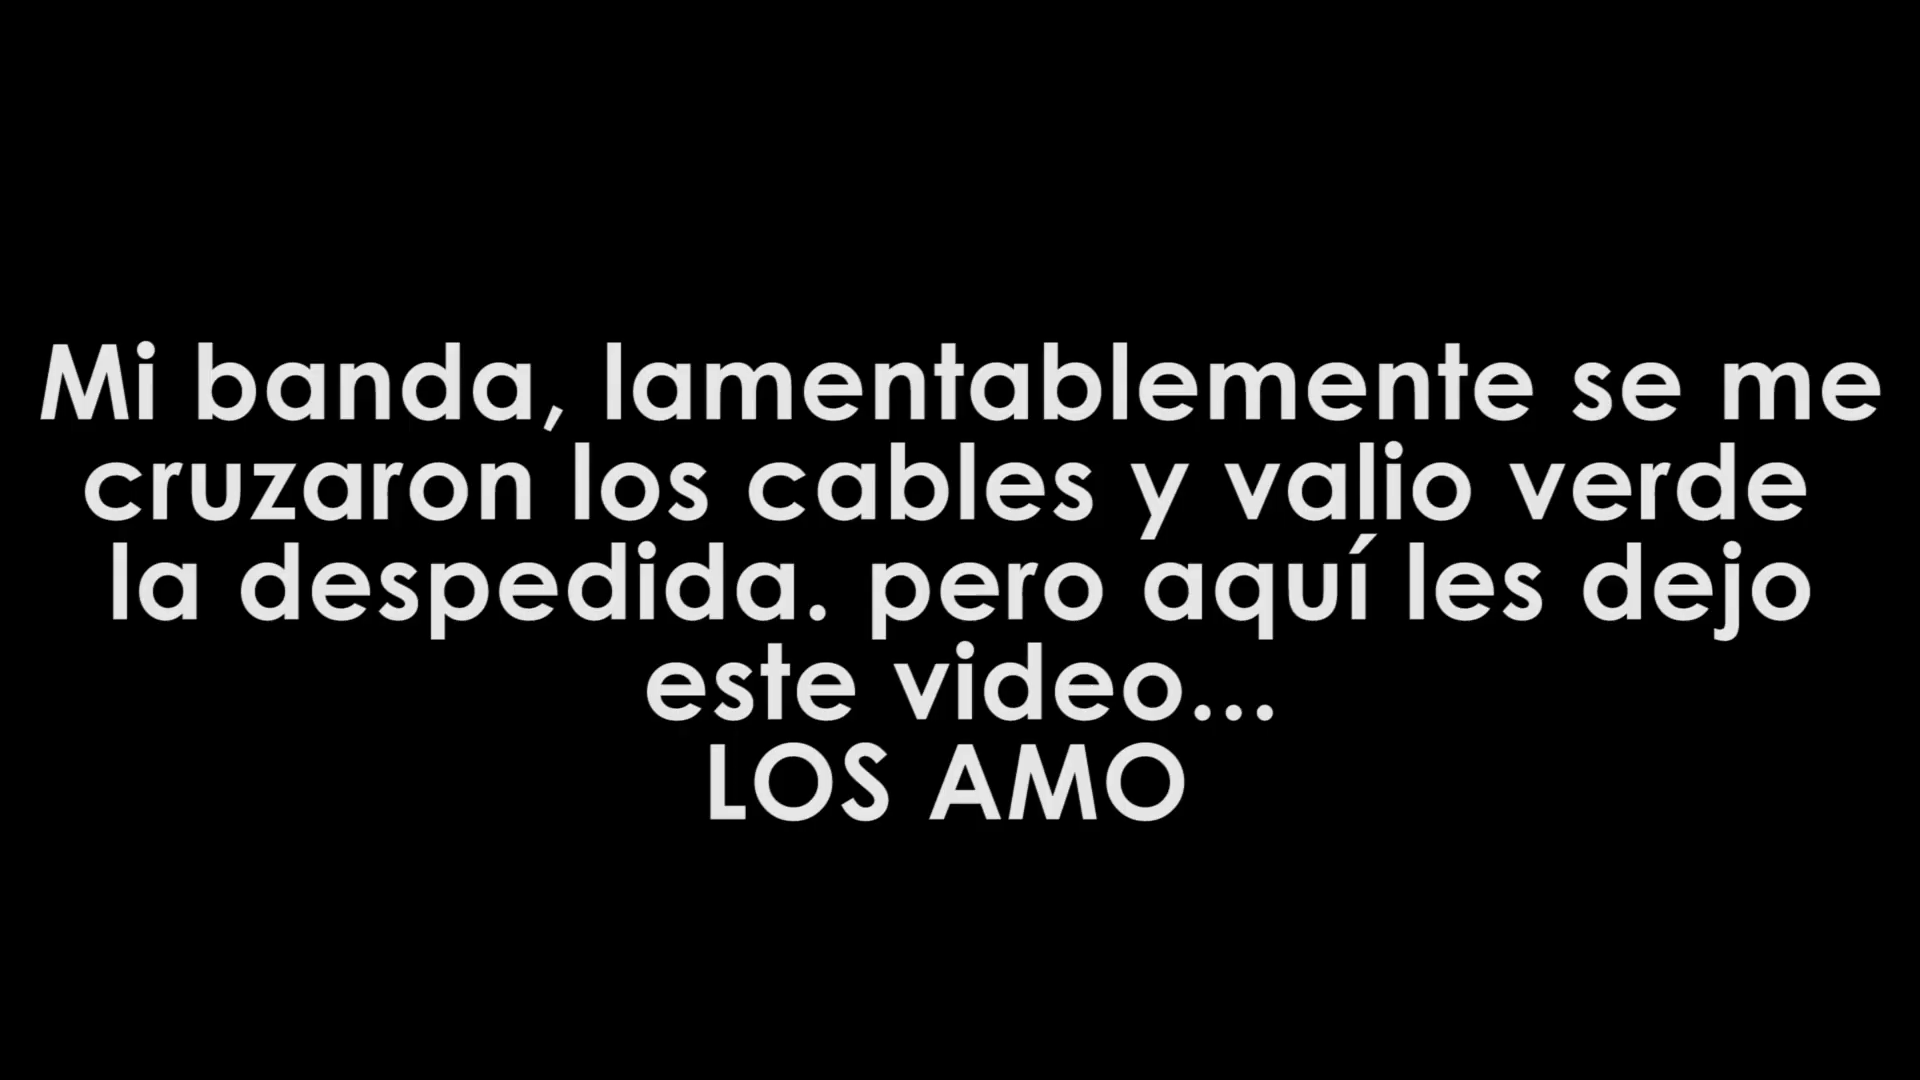 Mi banda, lamentablemente se me
cruzaron los cables y valio verde
la despedida. pero aquí les dejo
este video...
LOS AMO